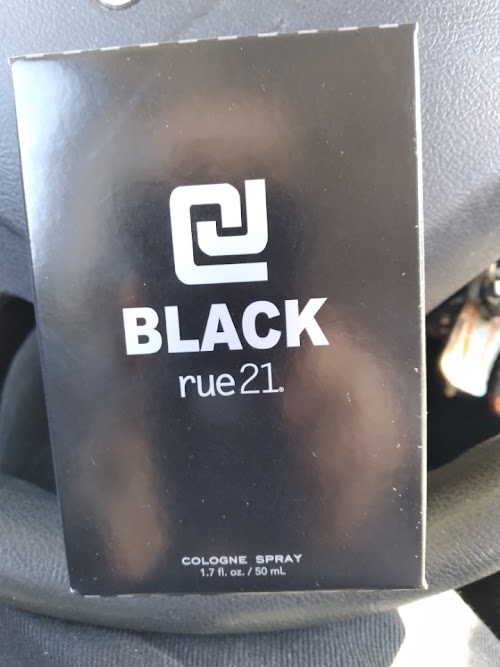 BLACK
rue21.
COLOGNE SPRAY
1.7 fl. oz. / 50 mL